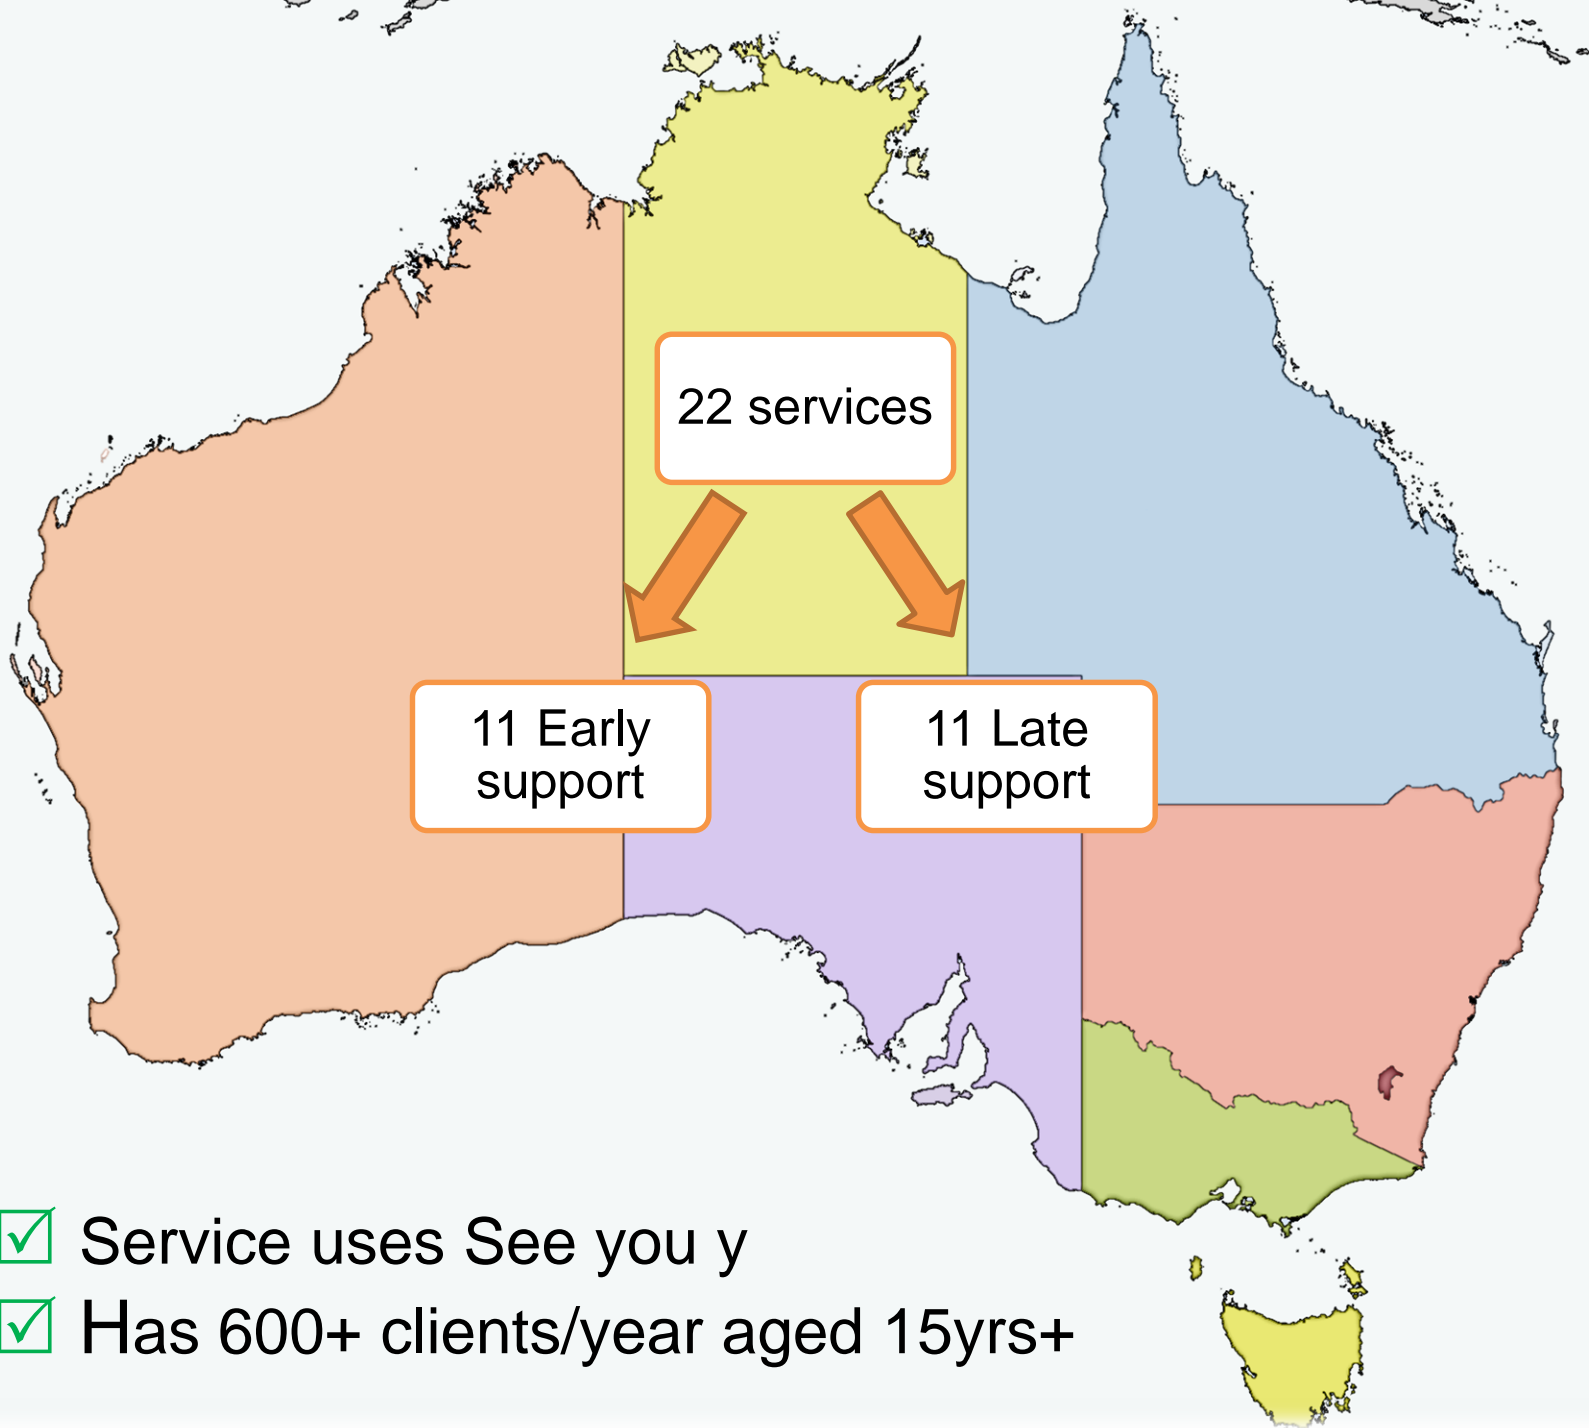 22 services
11 Early
support
11 Late
support
Service uses See you y
Has 600+ clients/year aged 15yrs+